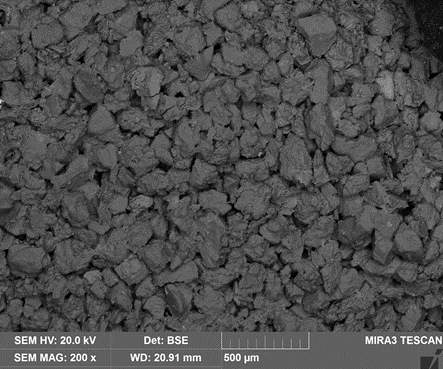 SEM HV: 20.0 kV Det: BSE MIRA3 TESCAN
SEM MAG: 200 x WD: 20.91 mm 500 µm